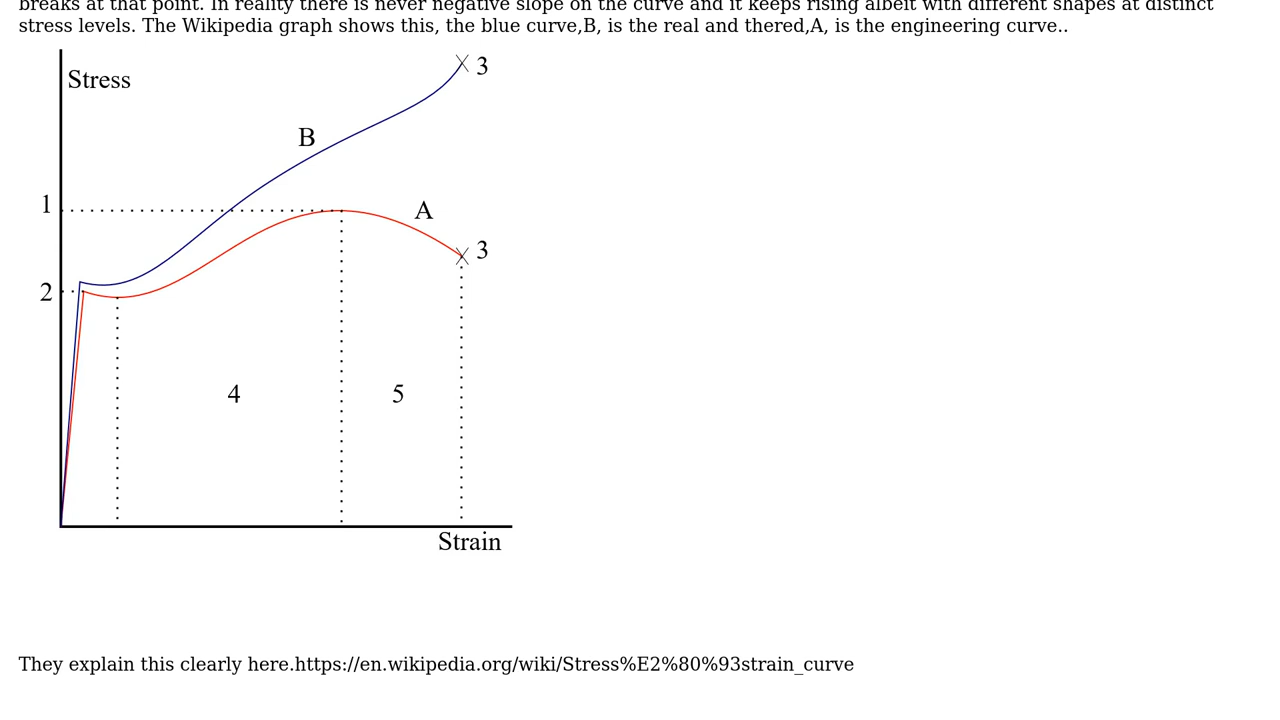 breaks at that point. In reality there is never negative slope on the curve and it keeps rising albeit with different shapes at distinct
stress levels. The Wikipedia graph shows this, the blue curve,B, is the real and thered,A, is the engineering curve..
3
Stress
B
1
A
3
2
4
5
Strain
They explain this clearly here.https://en.wikipedia.org/wiki/Stress%E2%80%93strain_curve